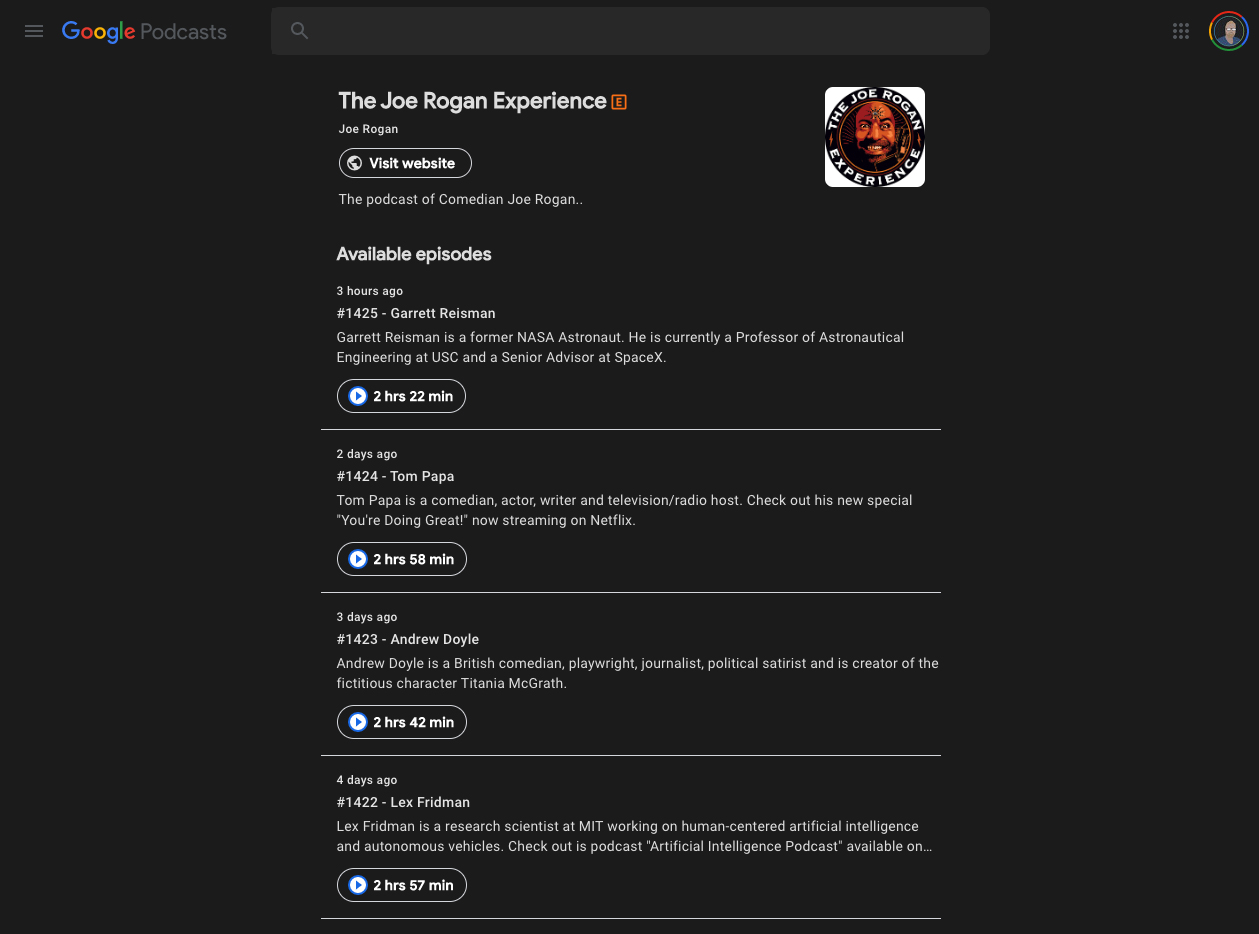 Google Podcasts
The Joe Rogan Experience E
THE JOE ROGAN
EXPERIENCE
Joe Rogan
Visit website
The podcast of Comedian Joe Rogan..
Available episodes
3 hours ago
#1425 - Garrett Reisman
Garrett Reisman is a former NASA Astronaut. He is currently a Professor of Astronautical
Engineering at USC and a Senior Advisor at SpaceX.
2 hrs 22 min
2 days ago
#1424 - Tom Papa
Tom Papa is a comedian, actor, writer and television/radio host. Check out his new special
"You're Doing Great!" now streaming on Netflix.
2 hrs 58 min
3 days ago
#1423 - Andrew Doyle
Andrew Doyle is a British comedian, playwright, journalist, political satirist and is creator of the
fictitious character Titania McGrath.
2 hrs 42 min
4 days ago
#1422 - Lex Fridman
Lex Fridman is a research scientist at MIT working on human-centered artificial intelligence
and autonomous vehicles. Check out is podcast "Artificial Intelligence Podcast" available on…
2 hrs 57 min